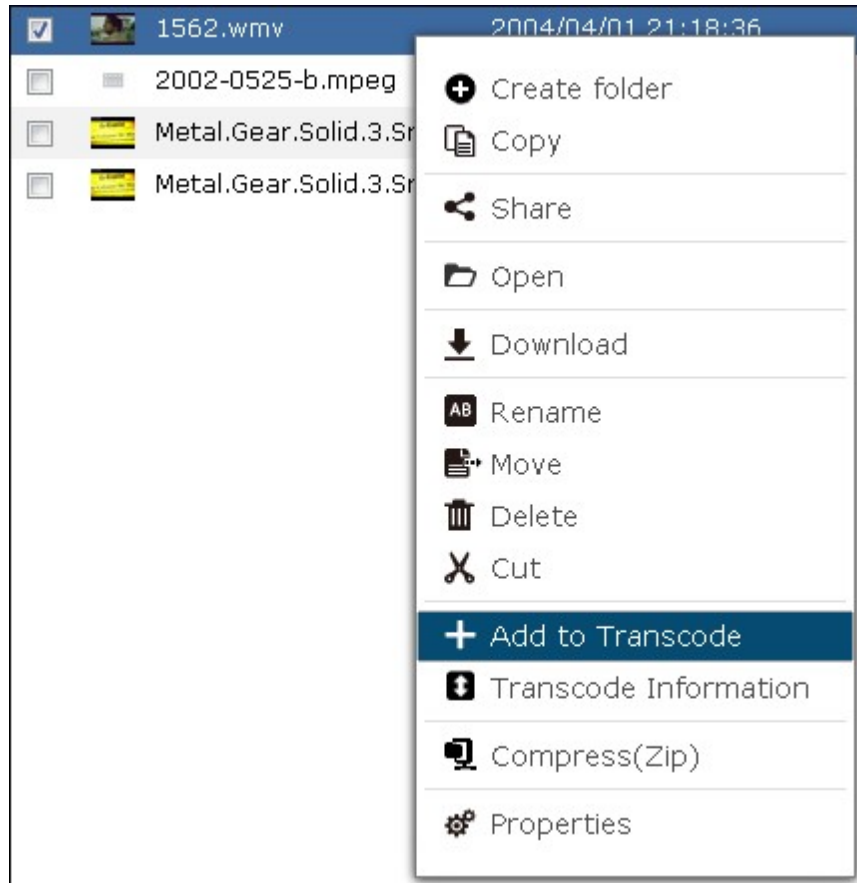 1562.wmv 2004/04/01 21:18:36
2002-0525-b.mpeg
Metal.Gear.Solid.3.Sr
Metal.Gear.Solid.3.Sr
Create folder
Copy
Share
Open
Download
AB Rename
Move
Delete
Cut
Add to Transcode
Transcode Information
Compress(Zip)
Properties